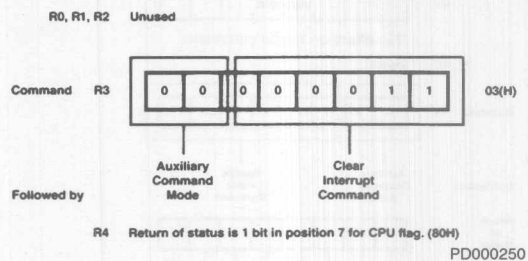 R0, R1, R2 Unused
Command R3 0 0 0 0 0 0 1 1 03(H)
Auxiliary Command Mode
Clear Interrupt Command
Followed by
R4 Return of status is 1 bit in position 7 for CPU flag. (80H)
PD000250